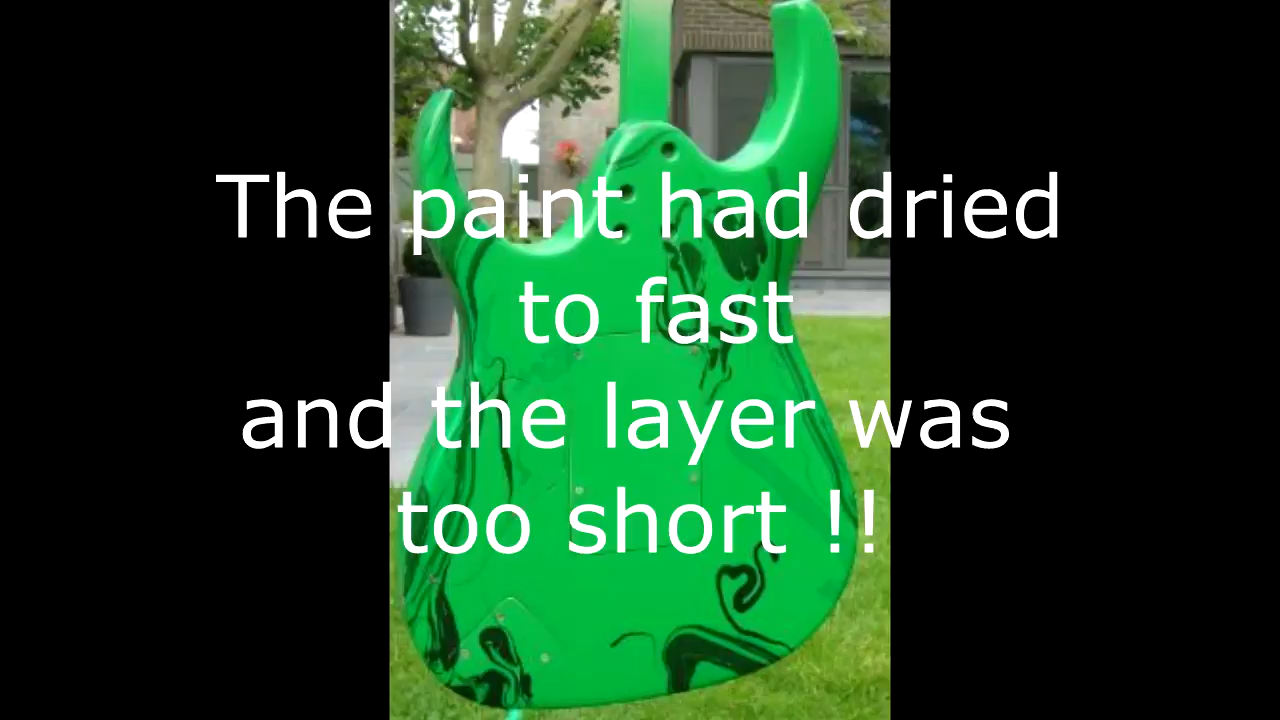 The paint had dried
to fast
and the layer was
too short !!